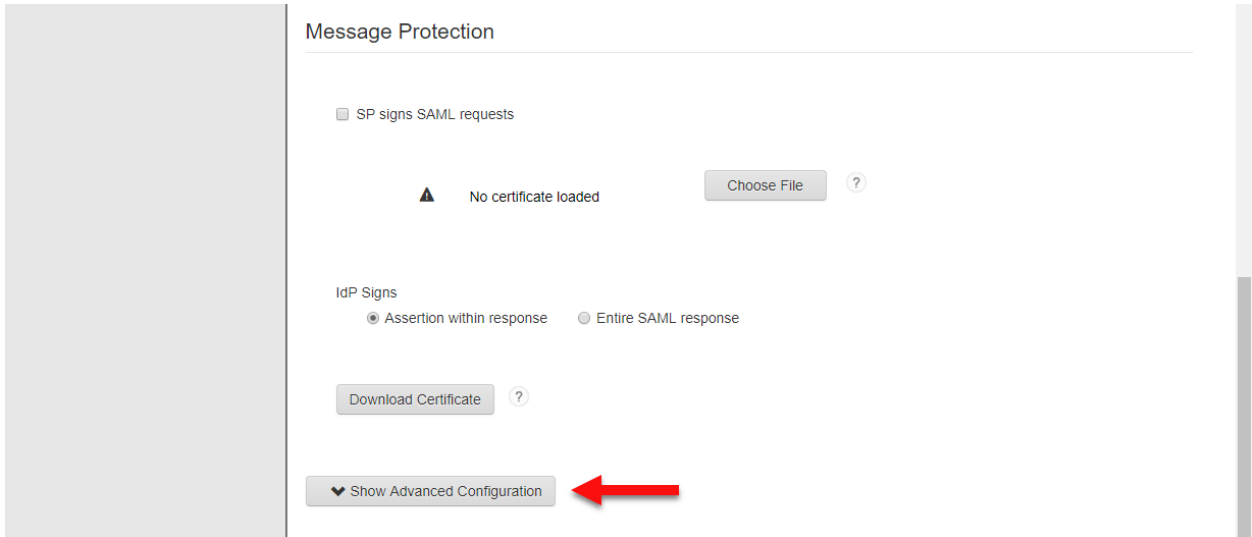 Message Protection
SP signs SAML requests
No certificate loaded
Choose File
?
IdP Signs
Assertion within response
Entire SAML response
Download Certificate
?
Show Advanced Configuration